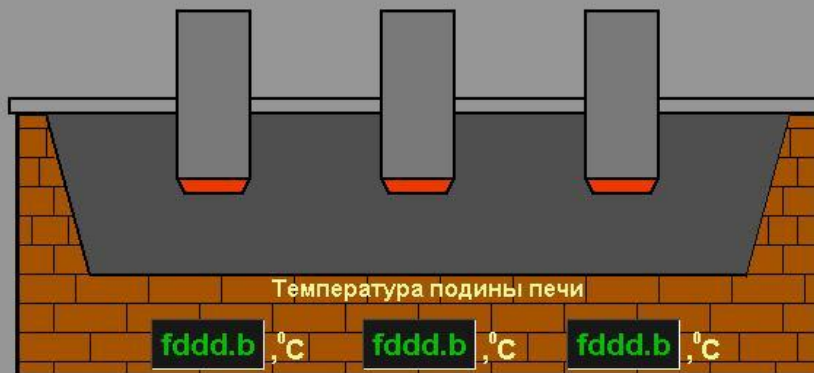 Температура подины печи
fddd.b ,⁰C fddd.b ,⁰C fddd.b ,⁰C